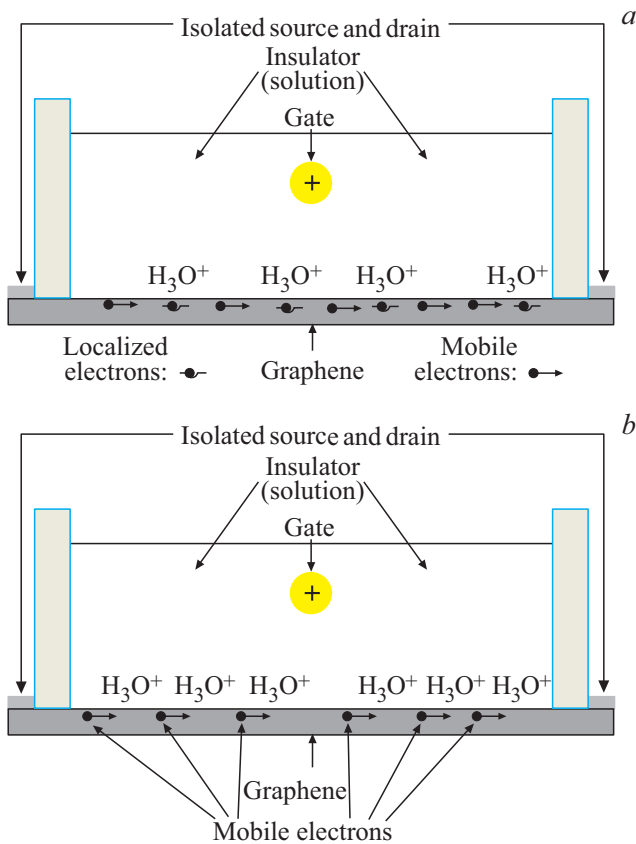 a
Isolated source and drain
Insulator
(solution)
Gate
+
H₃O⁺ H₃O⁺ H₃O⁺ H₃O⁺
Localized
electrons:
Graphene
Mobile
electrons:
b
Isolated source and drain
Insulator
(solution)
Gate
+
H₃O⁺ H₃O⁺ H₃O⁺ H₃O⁺ H₃O⁺ H₃O⁺
Graphene
Mobile electrons